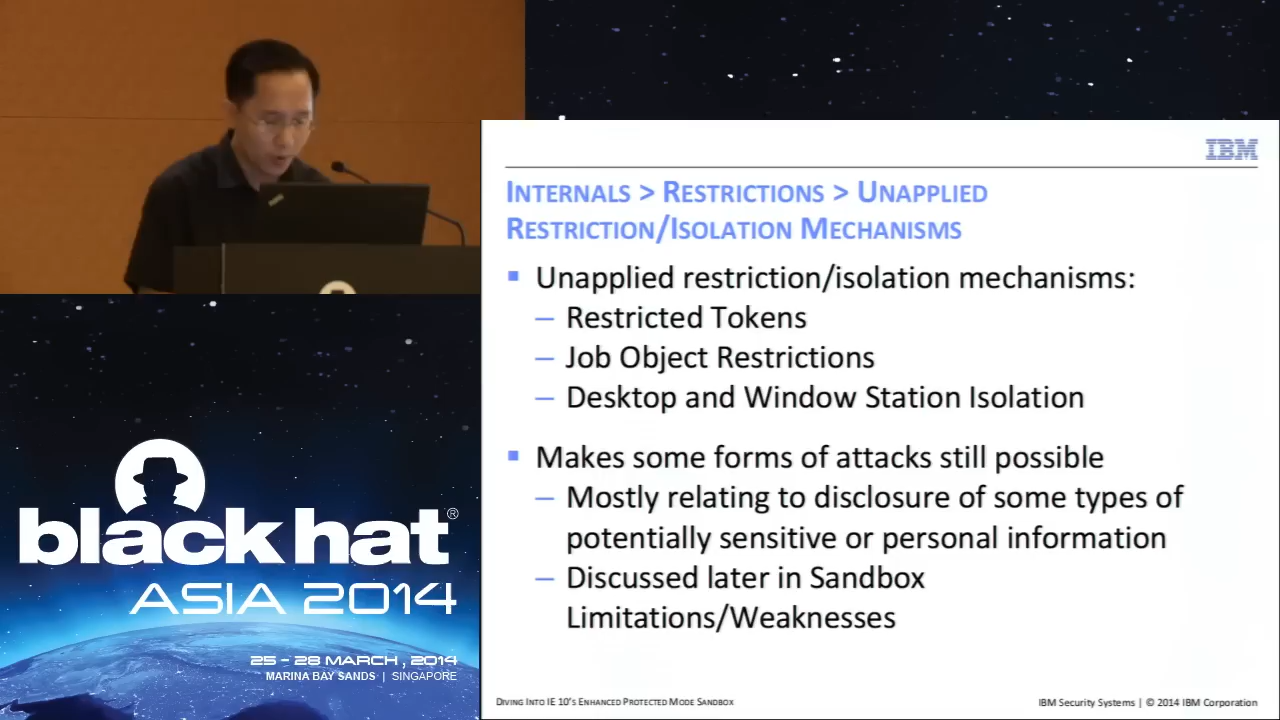 IBM
INTERNALS > RESTRICTIONS > UNAPPLIED
RESTRICTION/ISOLATION MECHANISMS
Unapplied restriction/isolation mechanisms:
– Restricted Tokens
– Job Object Restrictions
– Desktop and Window Station Isolation
Makes some forms of attacks still possible
– Mostly relating to disclosure of some types of
potentially sensitive or personal information
– Discussed later in Sandbox
Limitations/Weaknesses
DIVING INTO IE 10'S ENHANCED PROTECTED MODE SANDBOX
IBM Security Systems | © 2014 IBM Corporation
black hat®
ASIA 2014
25 - 28 MARCH, 2014
MARINA BAY SANDS | SINGAPORE